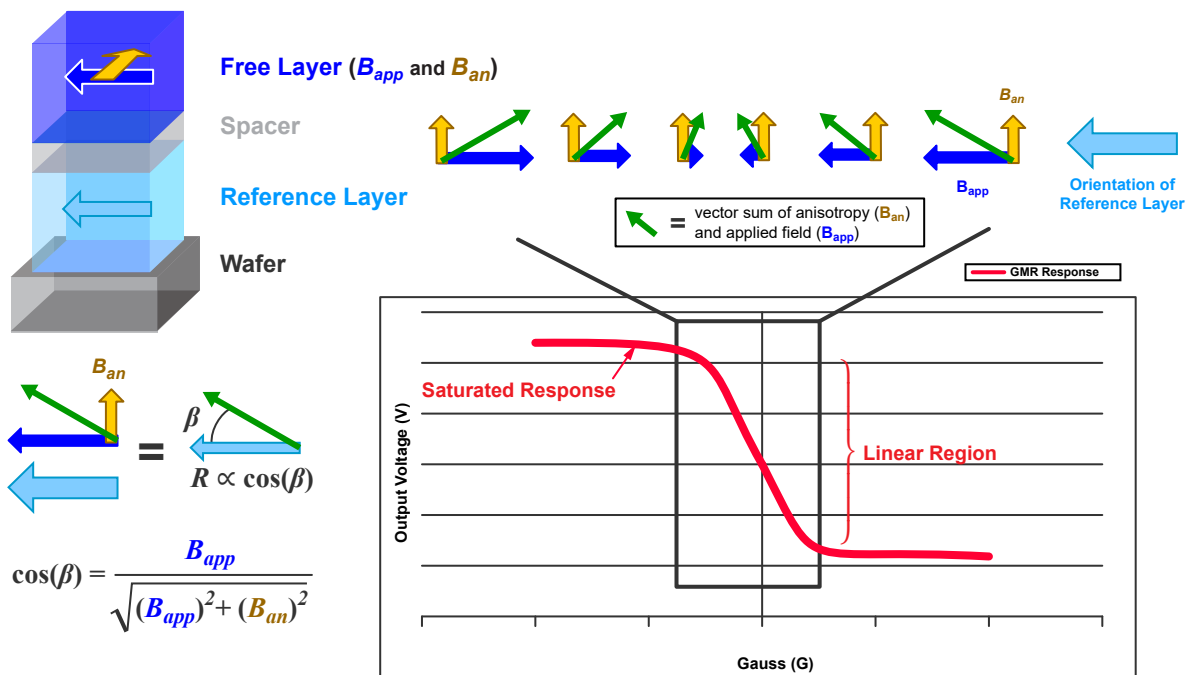 Free Layer (Bapp and Ban)
Spacer
Reference Layer
Wafer
Ban
Bapp
Orientation of
Reference Layer
= vector sum of anisotropy (Ban)
and applied field (Bapp)
GMR Response
Saturated Response
Linear Region
Output Voltage (V)
Gauss (G)
Ban
=
β
R ∝ cos(β)
cos(β) = Bapp / √(Bapp)² + (Ban)²